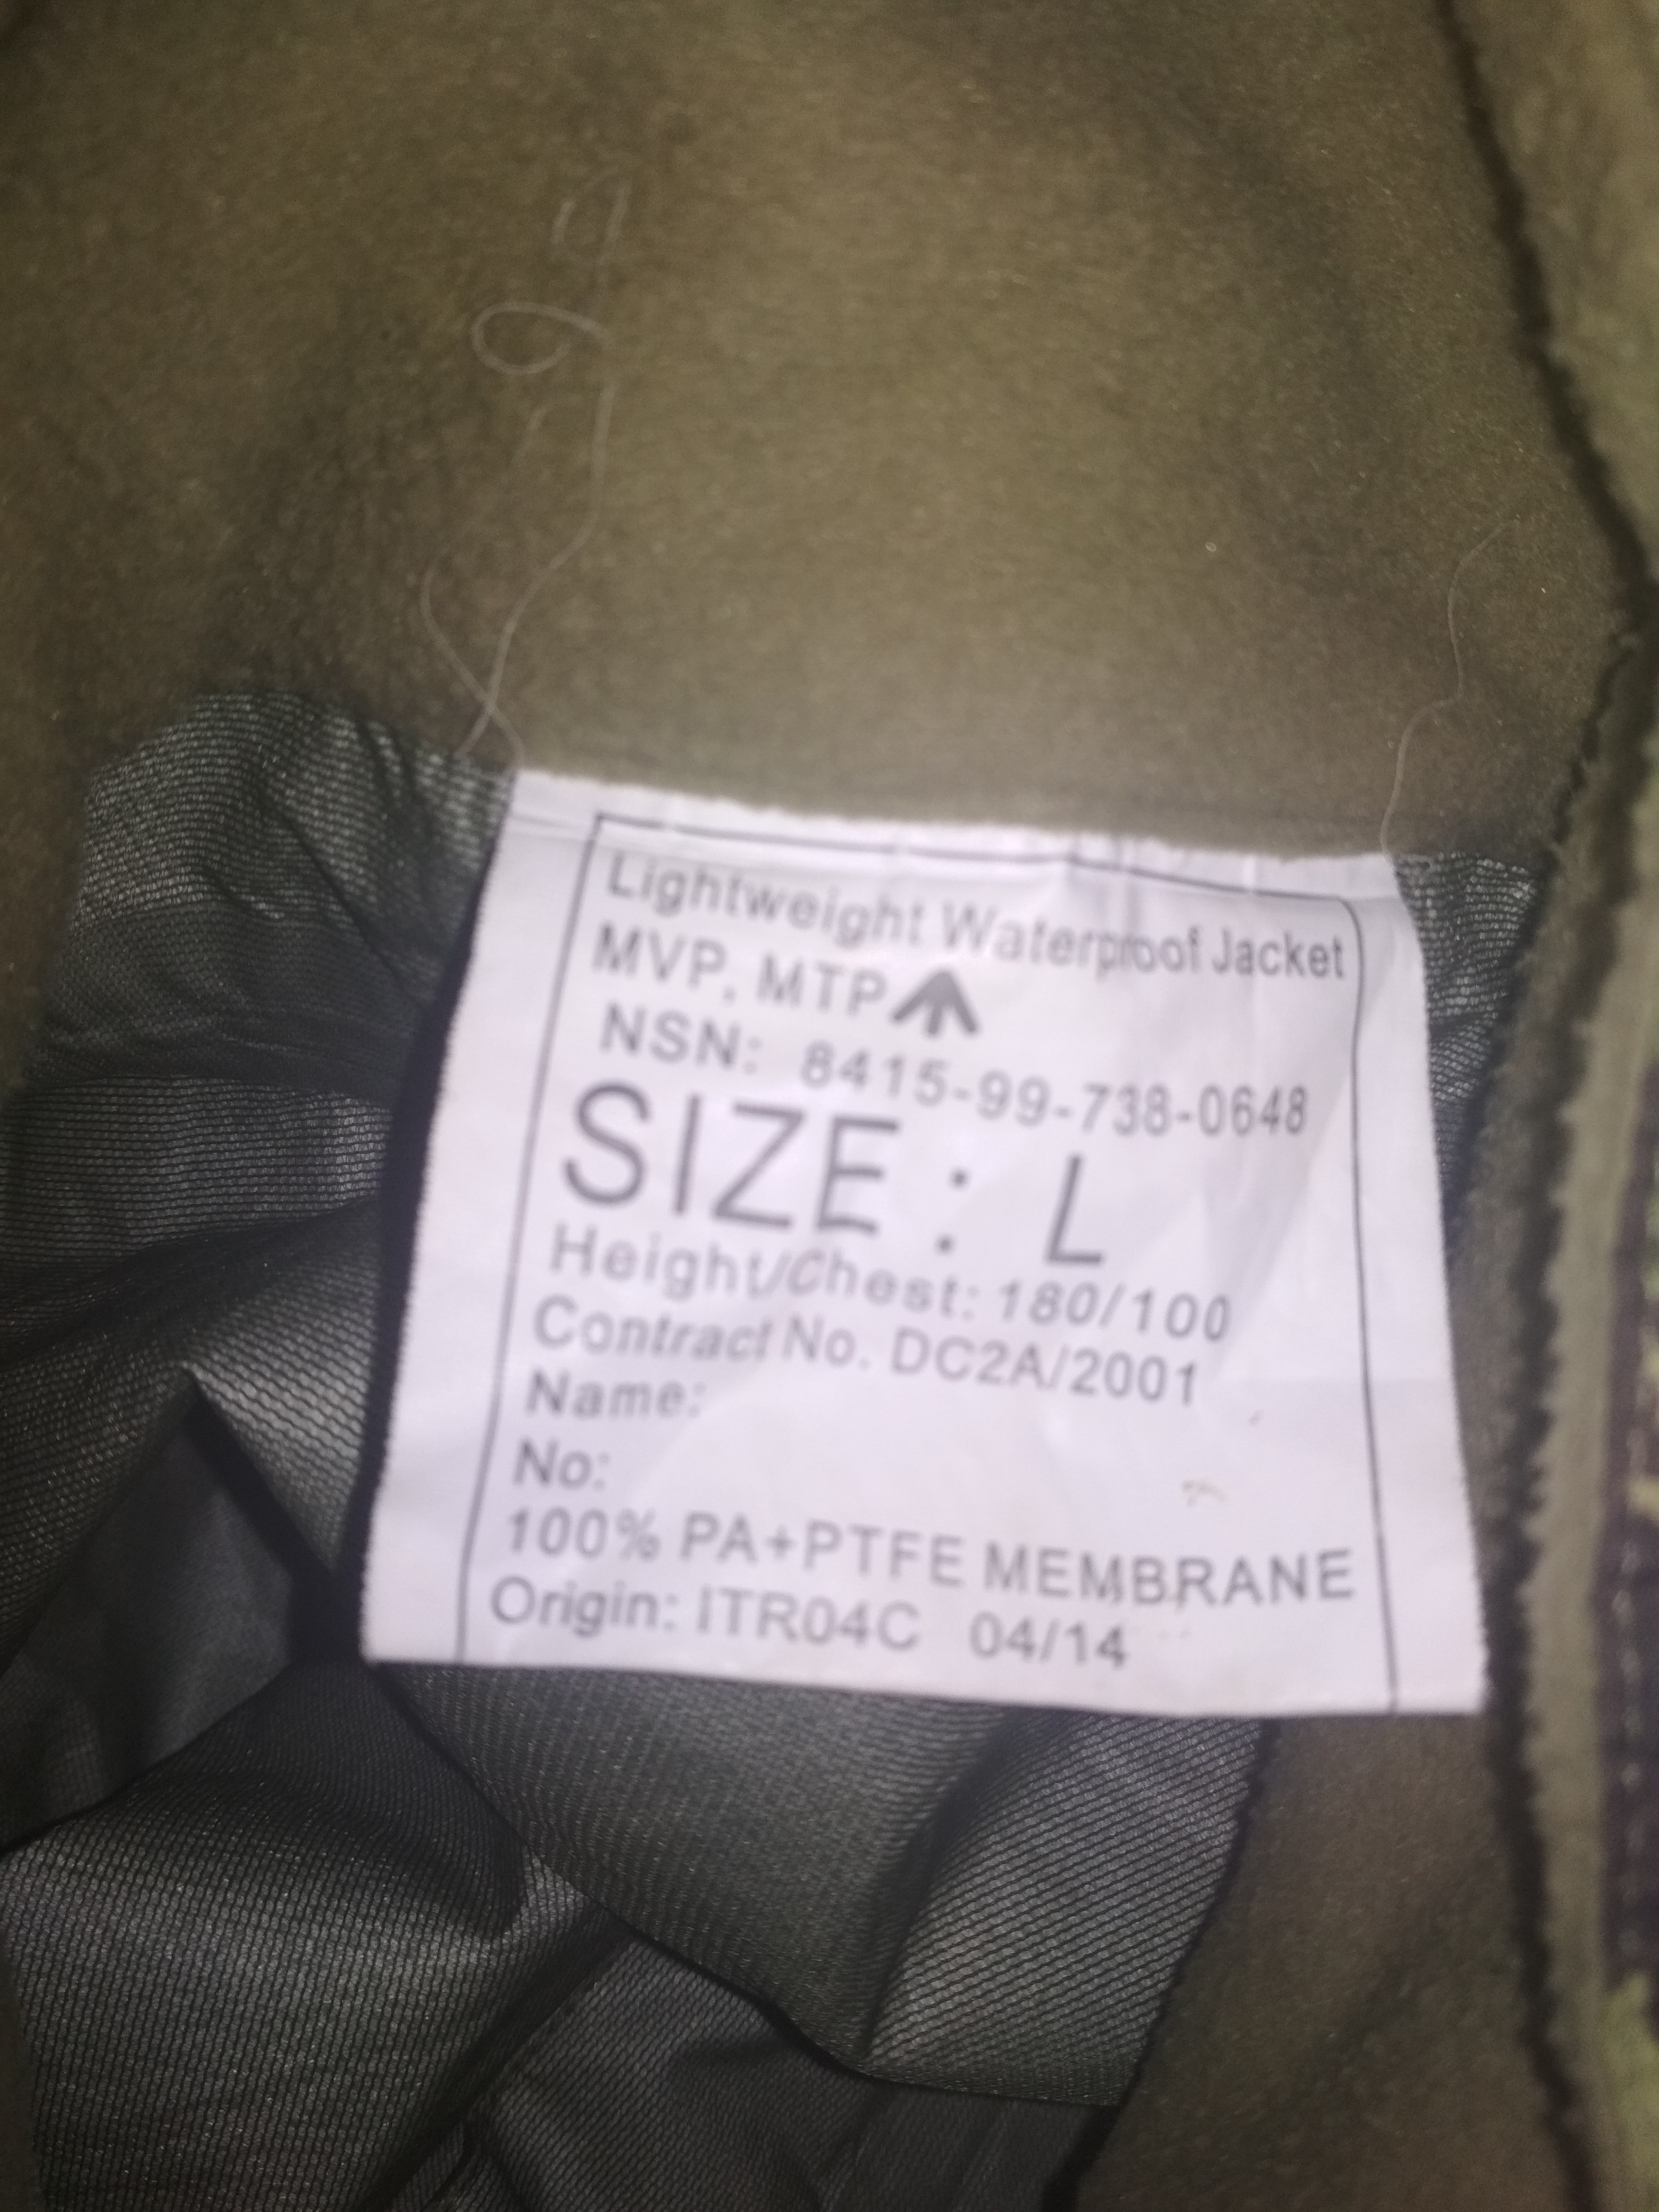 Lightweight Waterproof Jacket
MVP, MTP
NSN: 8415-99-738-0648
SIZE: L
Height/Chest: 180/100
Contract No. DC2A/2001
Name:
No:
100% PA+PTFE MEMBRANE
Origin: ITR04C 04/14